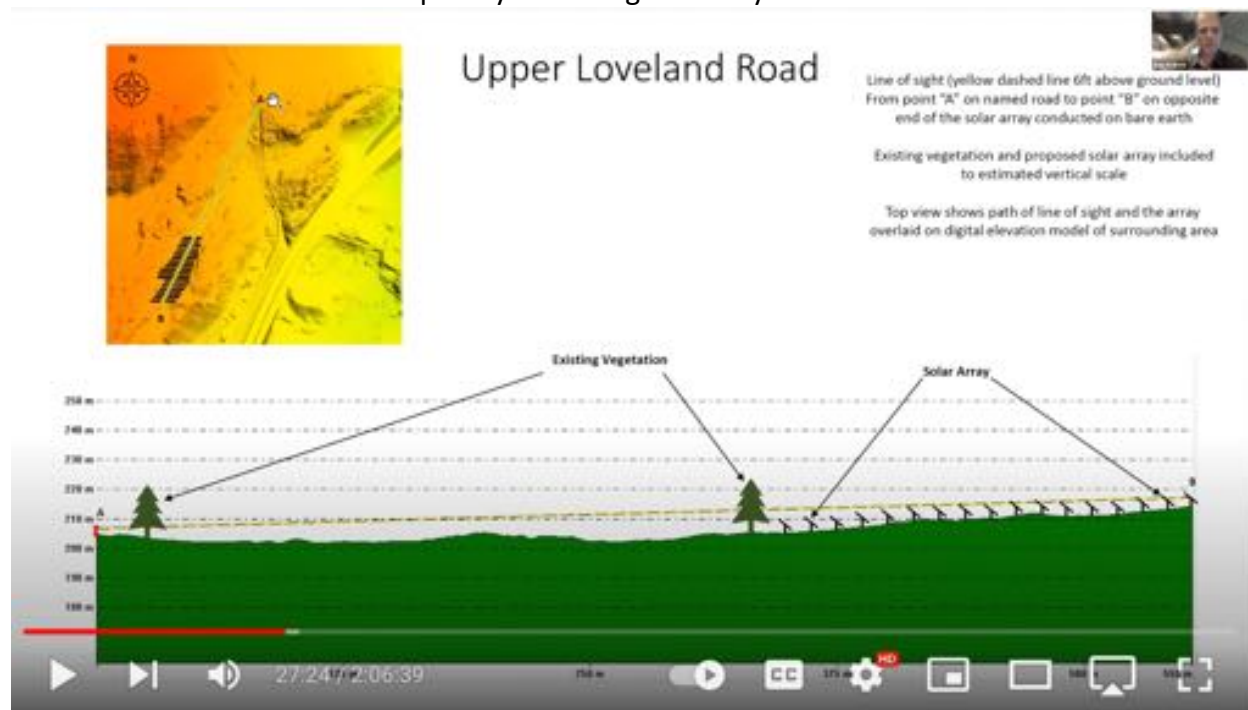 Upper Loveland Road
Line of sight (yellow dashed line 6ft above ground level)
From point "A" on named road to point "B" on opposite
end of the solar array conducted on bare earth
Existing vegetation and proposed solar array included
to estimated vertical scale
Top view shows path of line of sight and the array
overlaid on digital elevation model of surrounding area
N
Existing Vegetation
Solar Array
250 m
240 m
230 m
220 m
210 m
200 m
190 m
180 m
A
B
27:24 / 2:06:39
CC
HD